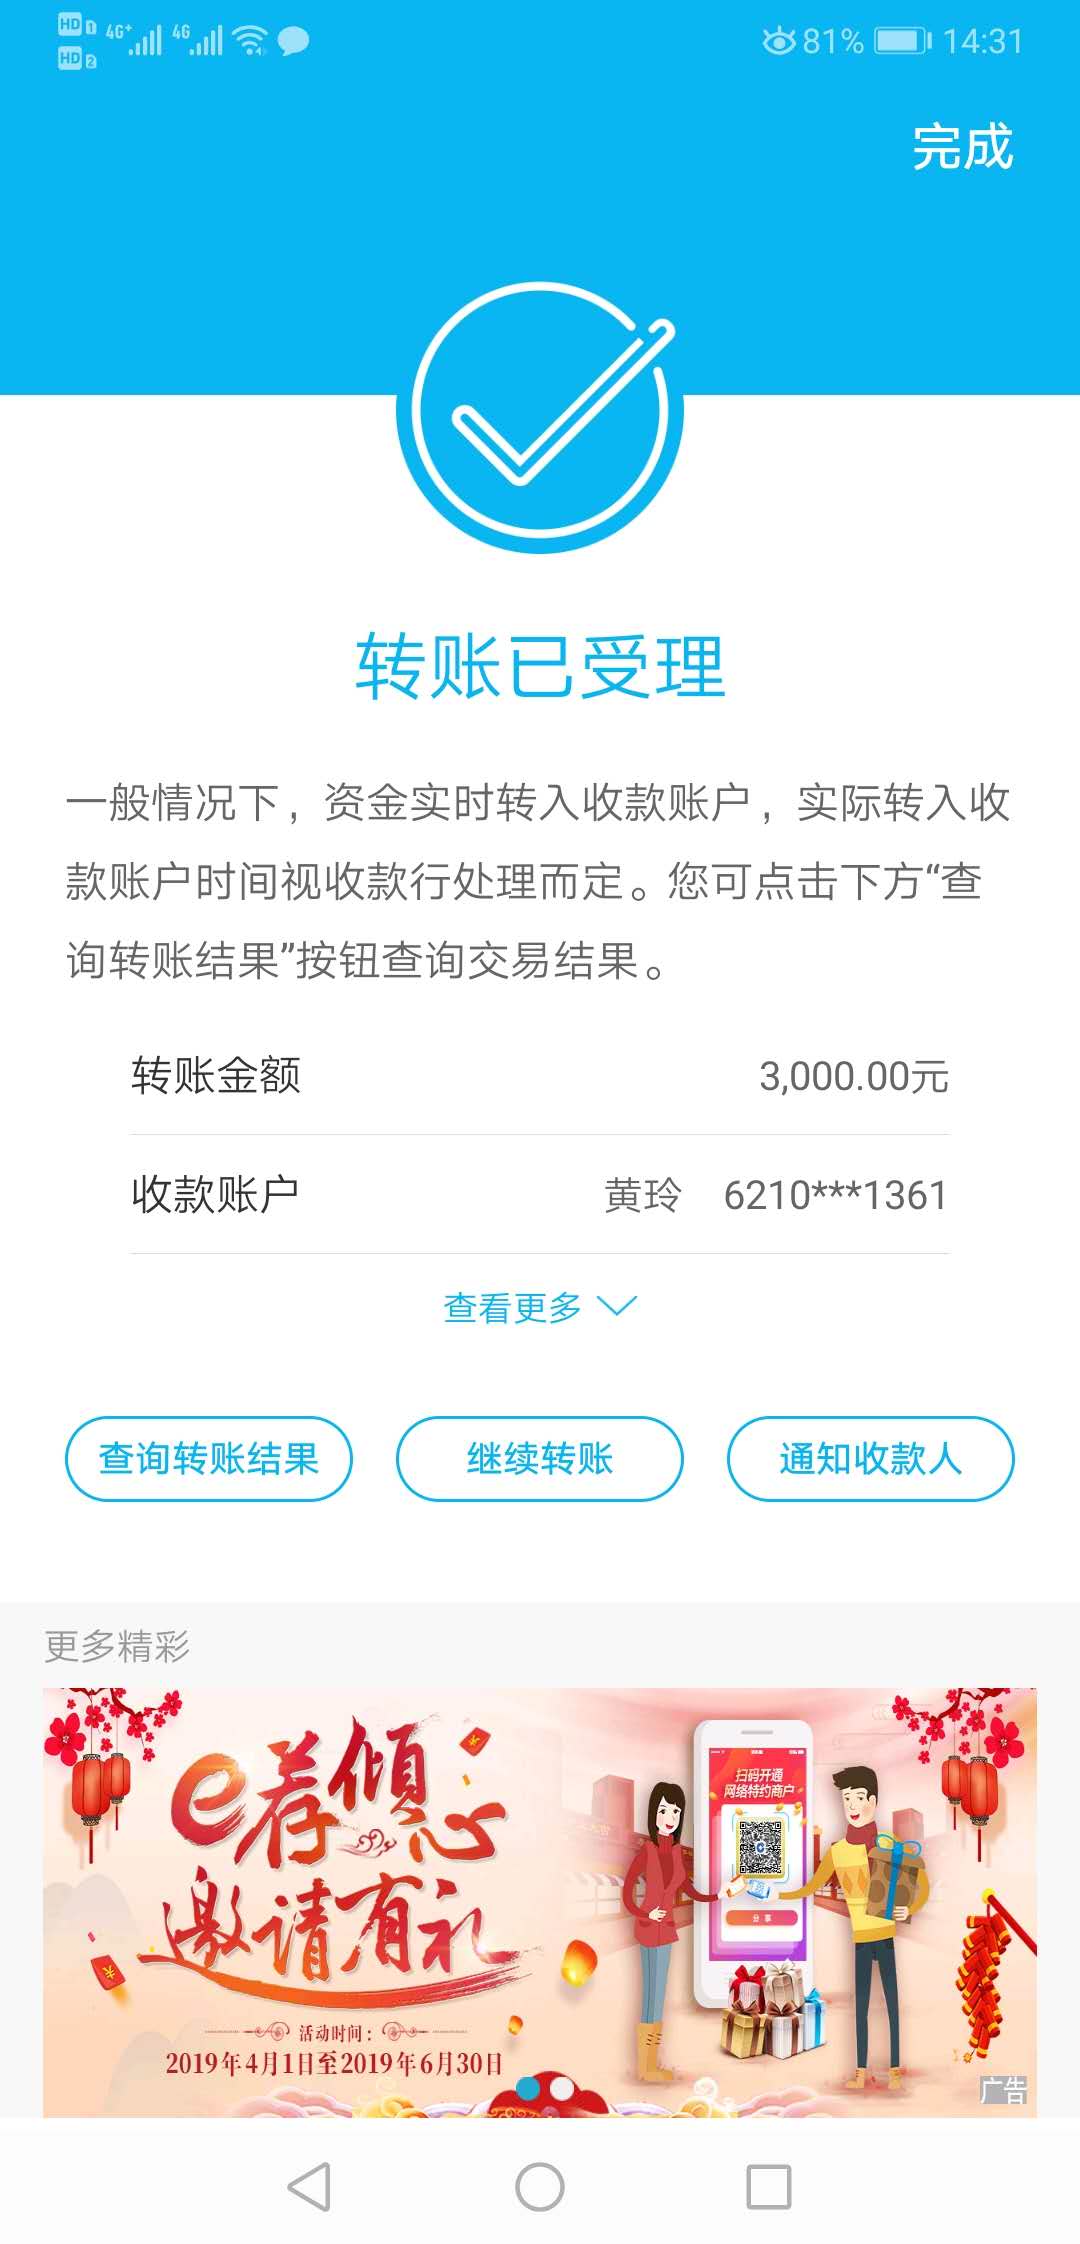 HD 1 4G+ 4G 81% 14:31
HD 2
完成
转账已受理
一般情况下，资金实时转入收款账户，实际转入收
款账户时间视收款行处理而定。您可点击下方“查
询转账结果”按钮查询交易结果。
转账金额 3,000.00元
收款账户 黄玲 6210***1361
查看更多
查询转账结果 继续转账 通知收款人
更多精彩
e荐倾心
邀请有礼
活动时间：
2019年4月1日至2019年6月30日
扫码开通
网络特约商户
分享
广告